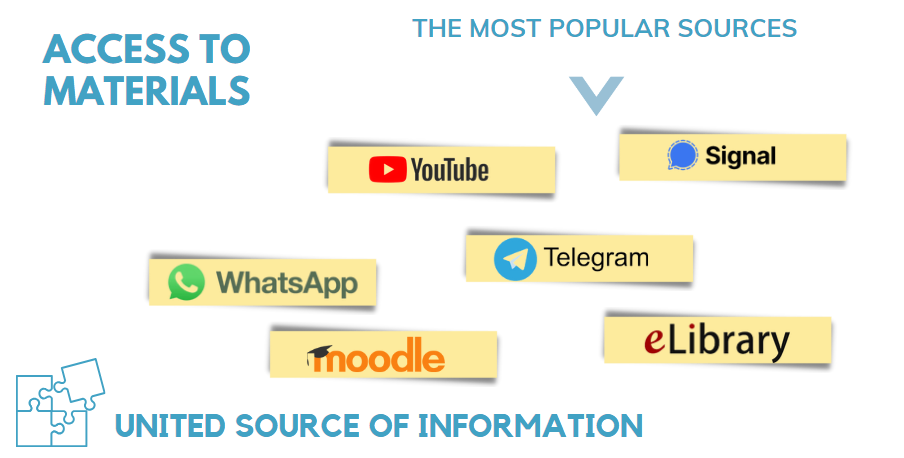 THE MOST POPULAR SOURCES
ACCESS TO
MATERIALS
YouTube
Signal
Telegram
WhatsApp
eLibrary
moodle
UNITED SOURCE OF INFORMATION